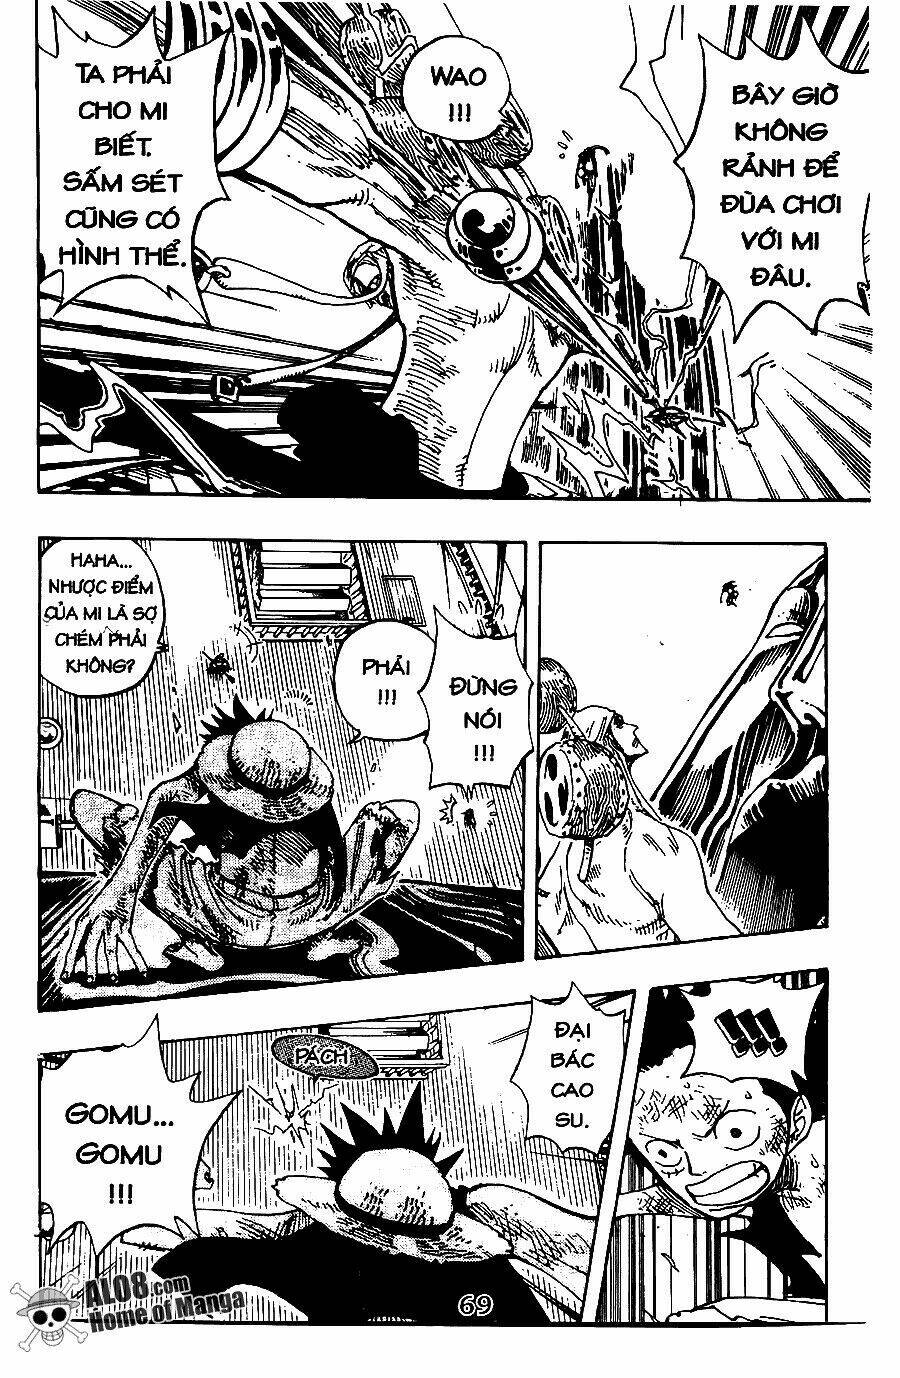 BÂY GIỜ
KHÔNG
RẢNH ĐỂ
ĐÙA CHƠI
VỚI MI
ĐÂU.
WAO
!!!
TA PHẢI
CHO MI
BIẾT.
SẤM SÉT
CŨNG CÓ
HÌNH THỂ.
HAHA...
NHƯỢC ĐIỂM
CỦA MI LÀ SỢ
CHÉM PHẢI
KHÔNG?
PHẢI
!!!
ĐỪNG
NÓI
!!!
GOMU...
GOMU
!!!
PÁCH
ĐẠI
BÁC
CAO
SU.
!!!
69
ALO8.com
Home of Manga